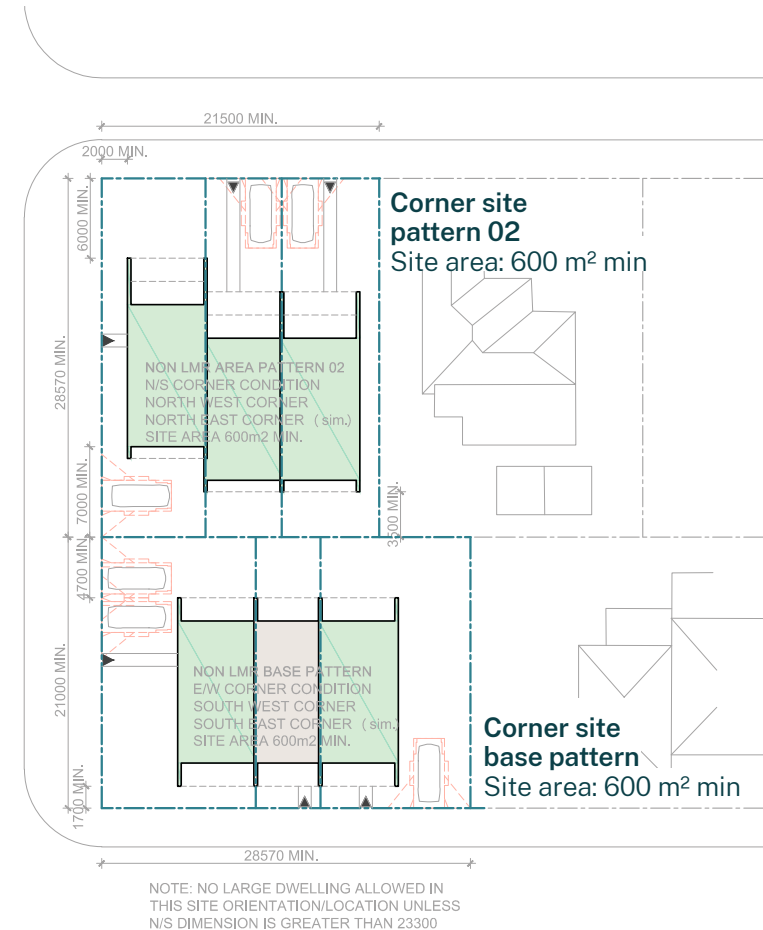 21500 MIN.
2000 MIN.
6000 MIN.
Corner site
pattern 02
Site area: 600 m² min
28570 MIN.
NON LMR AREA PATTERN 02
N/S CORNER CONDITION
NORTH WEST CORNER
NORTH EAST CORNER ( sim.)
SITE AREA 600m2 MIN.
7000 MIN.
3500 MIN.
4700 MIN.
21000 MIN.
NON LMR BASE PATTERN
E/W CORNER CONDITION
SOUTH WEST CORNER
SOUTH EAST CORNER ( sim.)
SITE AREA 600m2 MIN.
Corner site
base pattern
Site area: 600 m² min
1700 MIN.
28570 MIN.
NOTE: NO LARGE DWELLING ALLOWED IN
THIS SITE ORIENTATION/LOCATION UNLESS
N/S DIMENSION IS GREATER THAN 23300